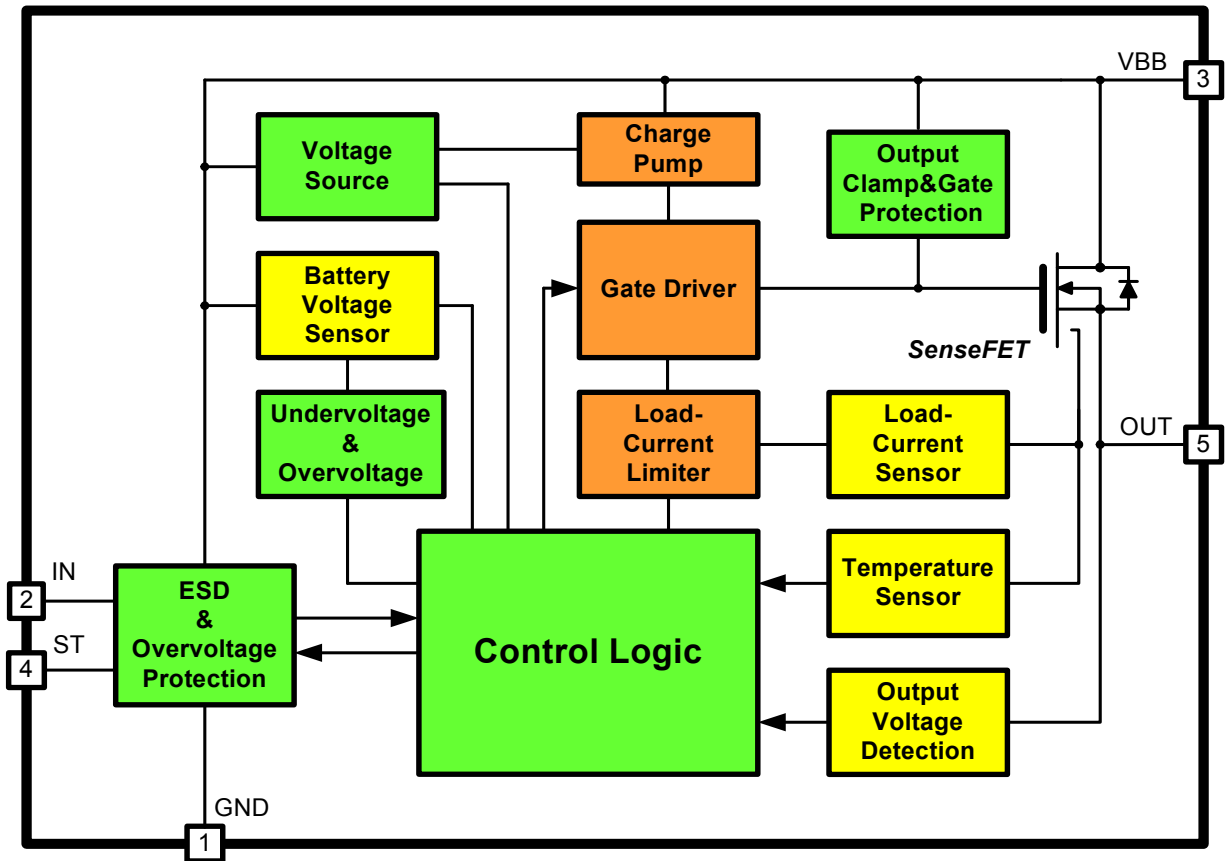 VBB
3
Voltage
Source
Charge
Pump
Output
Clamp&Gate
Protection
Battery
Voltage
Sensor
Gate Driver
SenseFET
Undervoltage
&
Overvoltage
Load-
Current
Limiter
Load-
Current
Sensor
OUT
5
IN
2
ST
4
ESD
&
Overvoltage
Protection
Control Logic
Temperature
Sensor
Output
Voltage
Detection
GND
1